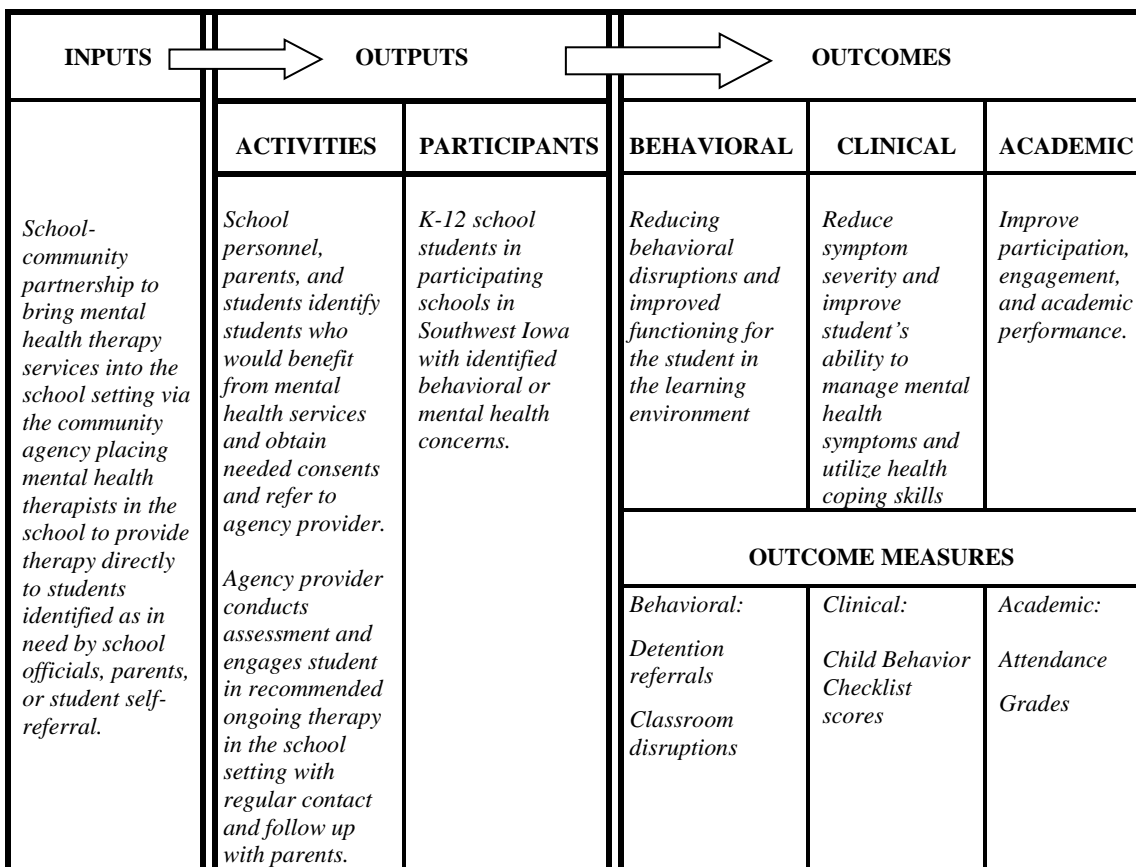 INPUTS
OUTPUTS
OUTCOMES
ACTIVITIES
PARTICIPANTS
BEHAVIORAL
CLINICAL
ACADEMIC
School-
community
partnership to
bring mental
health therapy
services into the
school setting via
the community
agency placing
mental health
therapists in the
school to provide
therapy directly
to students
identified as in
need by school
officials, parents,
or student self-
referral.
School
personnel,
parents, and
students identify
students who
would benefit
from mental
health services
and obtain
needed consents
and refer to
agency provider.
Agency provider
conducts
assessment and
engages student
in recommended
ongoing therapy
in the school
setting with
regular contact
and follow up
with parents.
K-12 school
students in
participating
schools in
Southwest Iowa
with identified
behavioral or
mental health
concerns.
Reducing
behavioral
disruptions and
improved
functioning for
the student in
the learning
environment
Reduce
symptom
severity and
improve
student’s
ability to
manage mental
health
symptoms and
utilize health
coping skills
Improve
participation,
engagement,
and academic
performance.
OUTCOME MEASURES
Behavioral:
Detention
referrals
Classroom
disruptions
Clinical:
Child Behavior
Checklist
scores
Academic:
Attendance
Grades